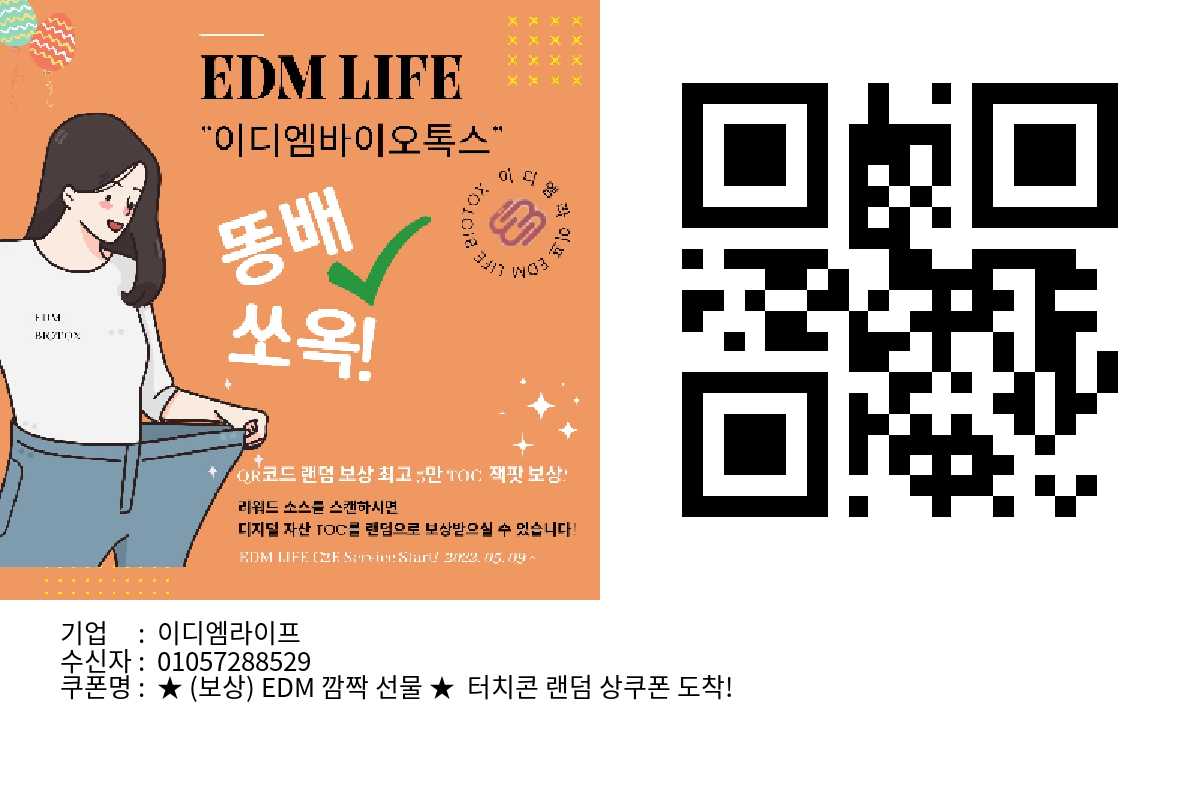 EDM LIFE
"이디엠바이오톡스"
이 디 엠 라 이 프 EDM LIFE BIOTOX
똥배
쏘옥!
EDM
BIOTOX
QR코드 랜덤 보상 최고 5만 TOC 잭팟 보상!
리워드 소스를 스캔하시면
디지털 자산 TOC를 랜덤으로 보상받으실 수 있습니다!
EDM LIFE C2E Service Start! 2022. 05. 09 ~
기업 : 이디엠라이프
수신자 : 01057288529
쿠폰명 : ★ (보상) EDM 깜짝 선물 ★ 터치콘 랜덤 상쿠폰 도착!